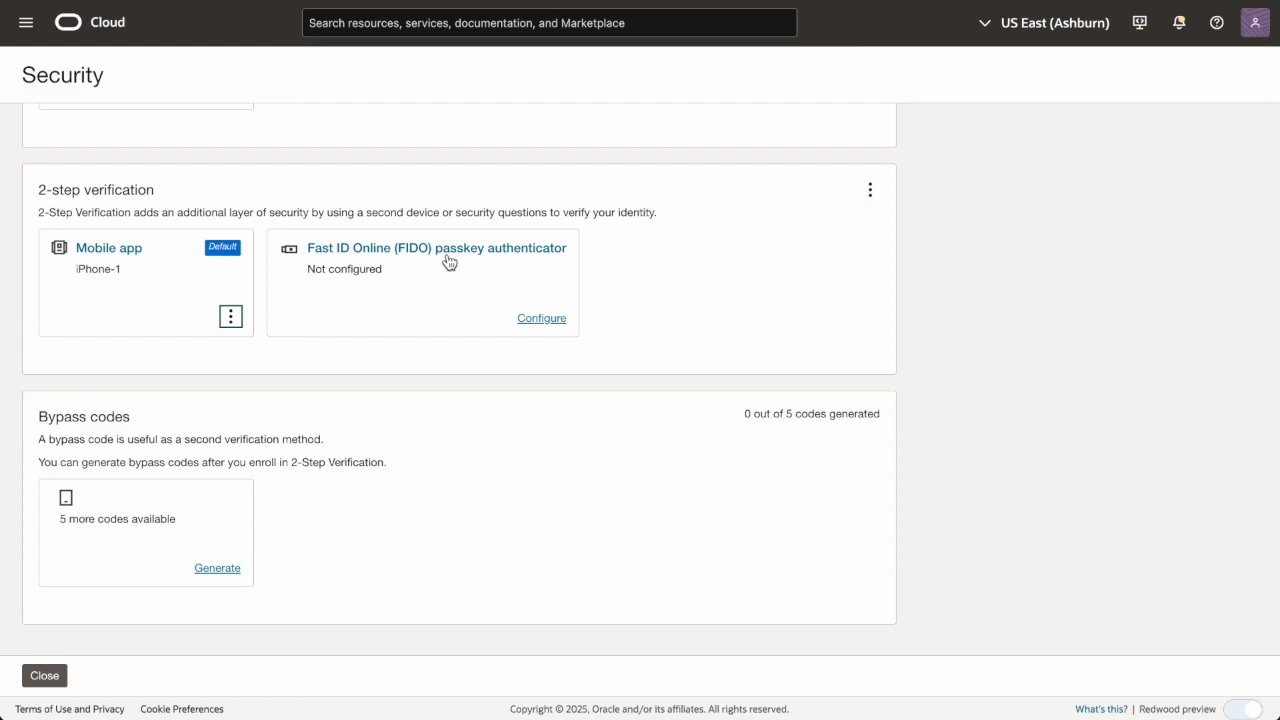 Cloud
Search resources, services, documentation, and Marketplace
US East (Ashburn)
Security
2-step verification
2-Step Verification adds an additional layer of security by using a second device or security questions to verify your identity.
Mobile app
Default
iPhone-1
Fast ID Online (FIDO) passkey authenticator
Not configured
Configure
Bypass codes
0 out of 5 codes generated
A bypass code is useful as a second verification method.
You can generate bypass codes after you enroll in 2-Step Verification.
5 more codes available
Generate
Close
Terms of Use and Privacy
Cookie Preferences
Copyright © 2025, Oracle and/or its affiliates. All rights reserved.
What's this? | Redwood preview